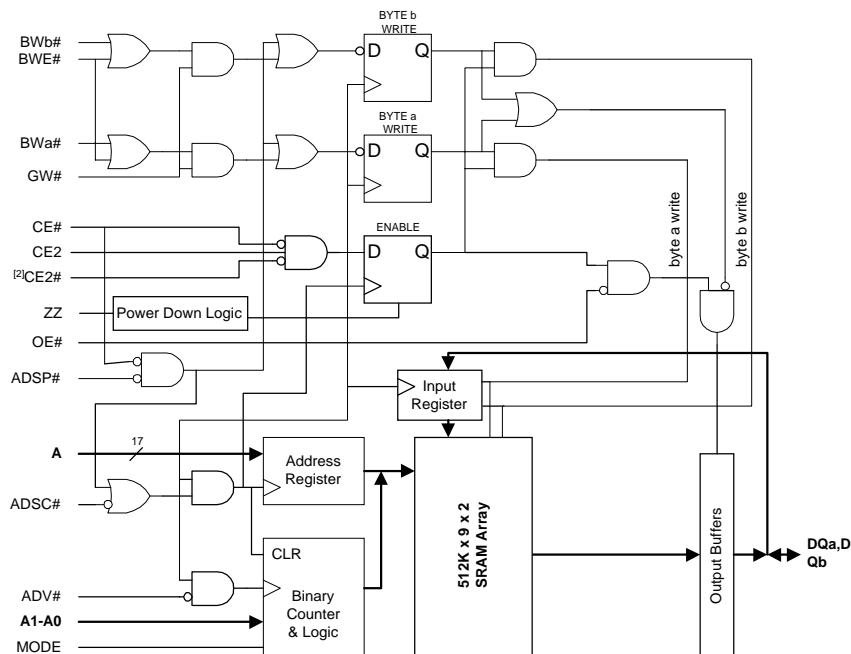 BYTE b
WRITE
BWb#
BWE#
D
Q
BYTE a
WRITE
BWa#
GW#
D
Q
CE#
CE2
[2]CE2#
ENABLE
D
Q
ZZ
Power Down Logic
OE#
ADSP#
byte a write
byte b write
Input
Register
A
17
Address
Register
ADSC#
CLR
Binary
Counter
& Logic
ADV#
A1-A0
MODE
512K x 9 x 2
SRAM Array
Output Buffers
DQa,D
Qb